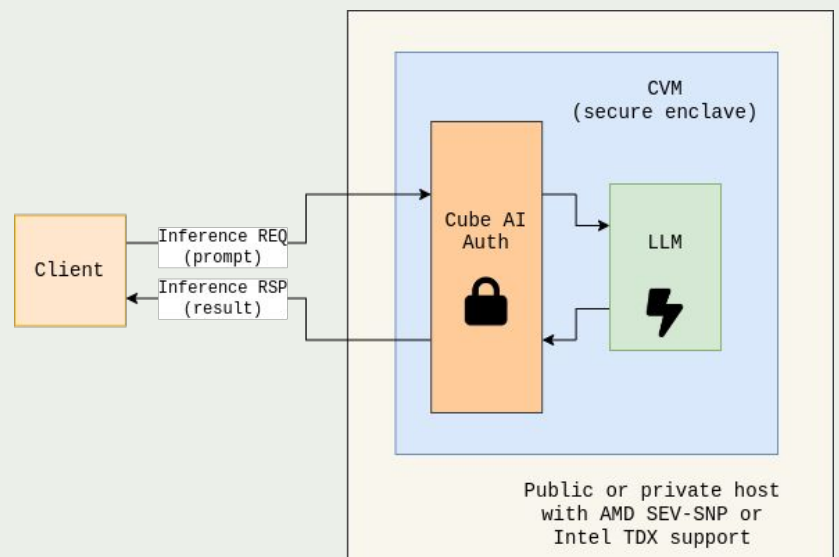 CVM
(secure enclave)
Cube AI
Auth
LLM
Client
Inference REQ
(prompt)
Inference RSP
(result)
Public or private host
with AMD SEV-SNP or
Intel TDX support